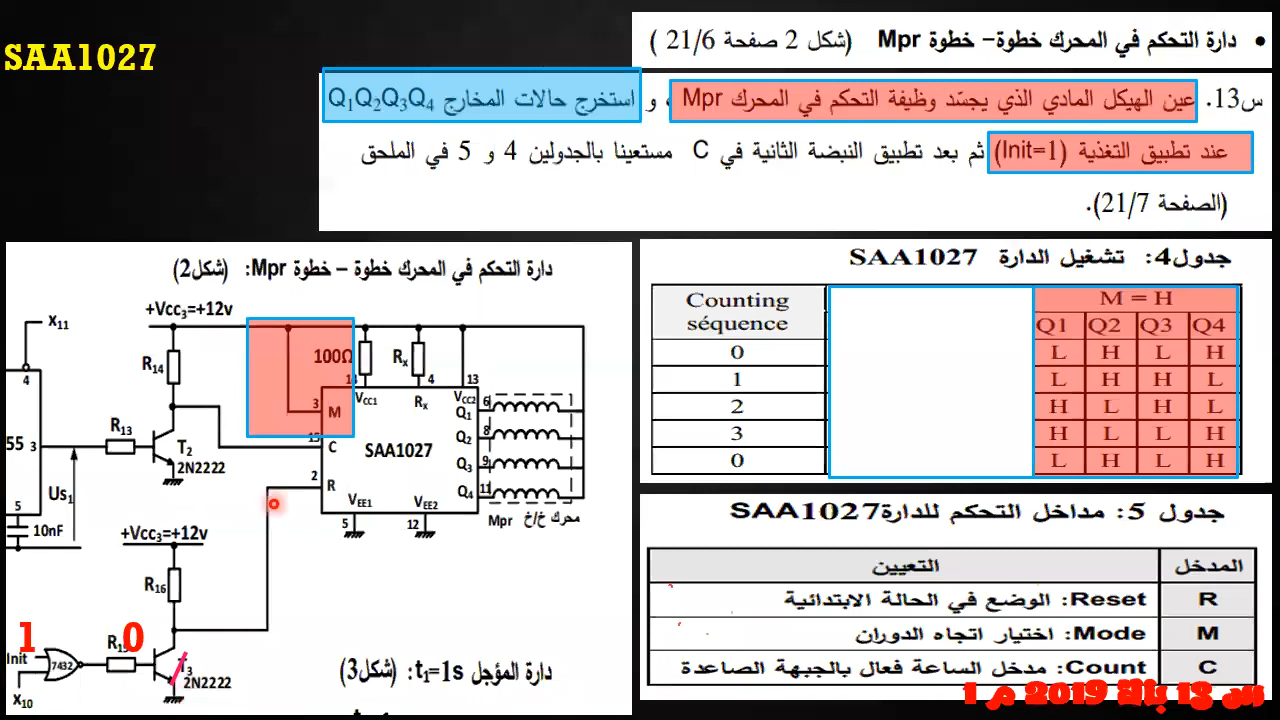 SAA1027
• دارة التحكم في المحرك خطوة– خطوة Mpr (شكل 2 صفحة 21/6 )
س13. عين الهيكل المادي الذي يجسّد وظيفة التحكم في المحرك Mpr ، و استخرج حالات المخارج Q1Q2Q3Q4
عند تطبيق التغذية (Init=1) ثم بعد تطبيق النبضة الثانية في C مستعينا بالجدولين 4 و 5 في الملحق
(الصفحة 21/7).
دارة التحكم في المحرك خطوة – خطوة Mpr: (شكل2)
+Vcc3=+12v
x11
R14
100Ω
Rx
4
14
4
13
3
M
VCC1
Rx
VCC2
Q1
6
R13
T2
2N2222
15
C
SAA1027
Q2
8
55
3
Q3
9
2
R
Us1
VEE1
VEE2
Q4
11
5
10nF
5
12
Mpr
محرك خ/خ
+Vcc3=+12v
R16
1
0
Init
7432
2N2222
x10
دارة المؤجل t1=1s: (شكل3)
جدول4: تشغيل الدارة SAA1027
Counting séquence
M = H
Q1 Q2 Q3 Q4
0 L H L H
1 L H H L
2 H L H L
3 H L L H
0 L H L H
جدول 5: مداخل التحكم للدارة SAA1027
المدخل التعيين
R Reset: الوضع في الحالة الابتدائية
M Mode: اختيار اتجاه الدوران
C Count: مدخل الساعة فعال بالجبهة الصاعدة
س 13 باك 2019 م 1